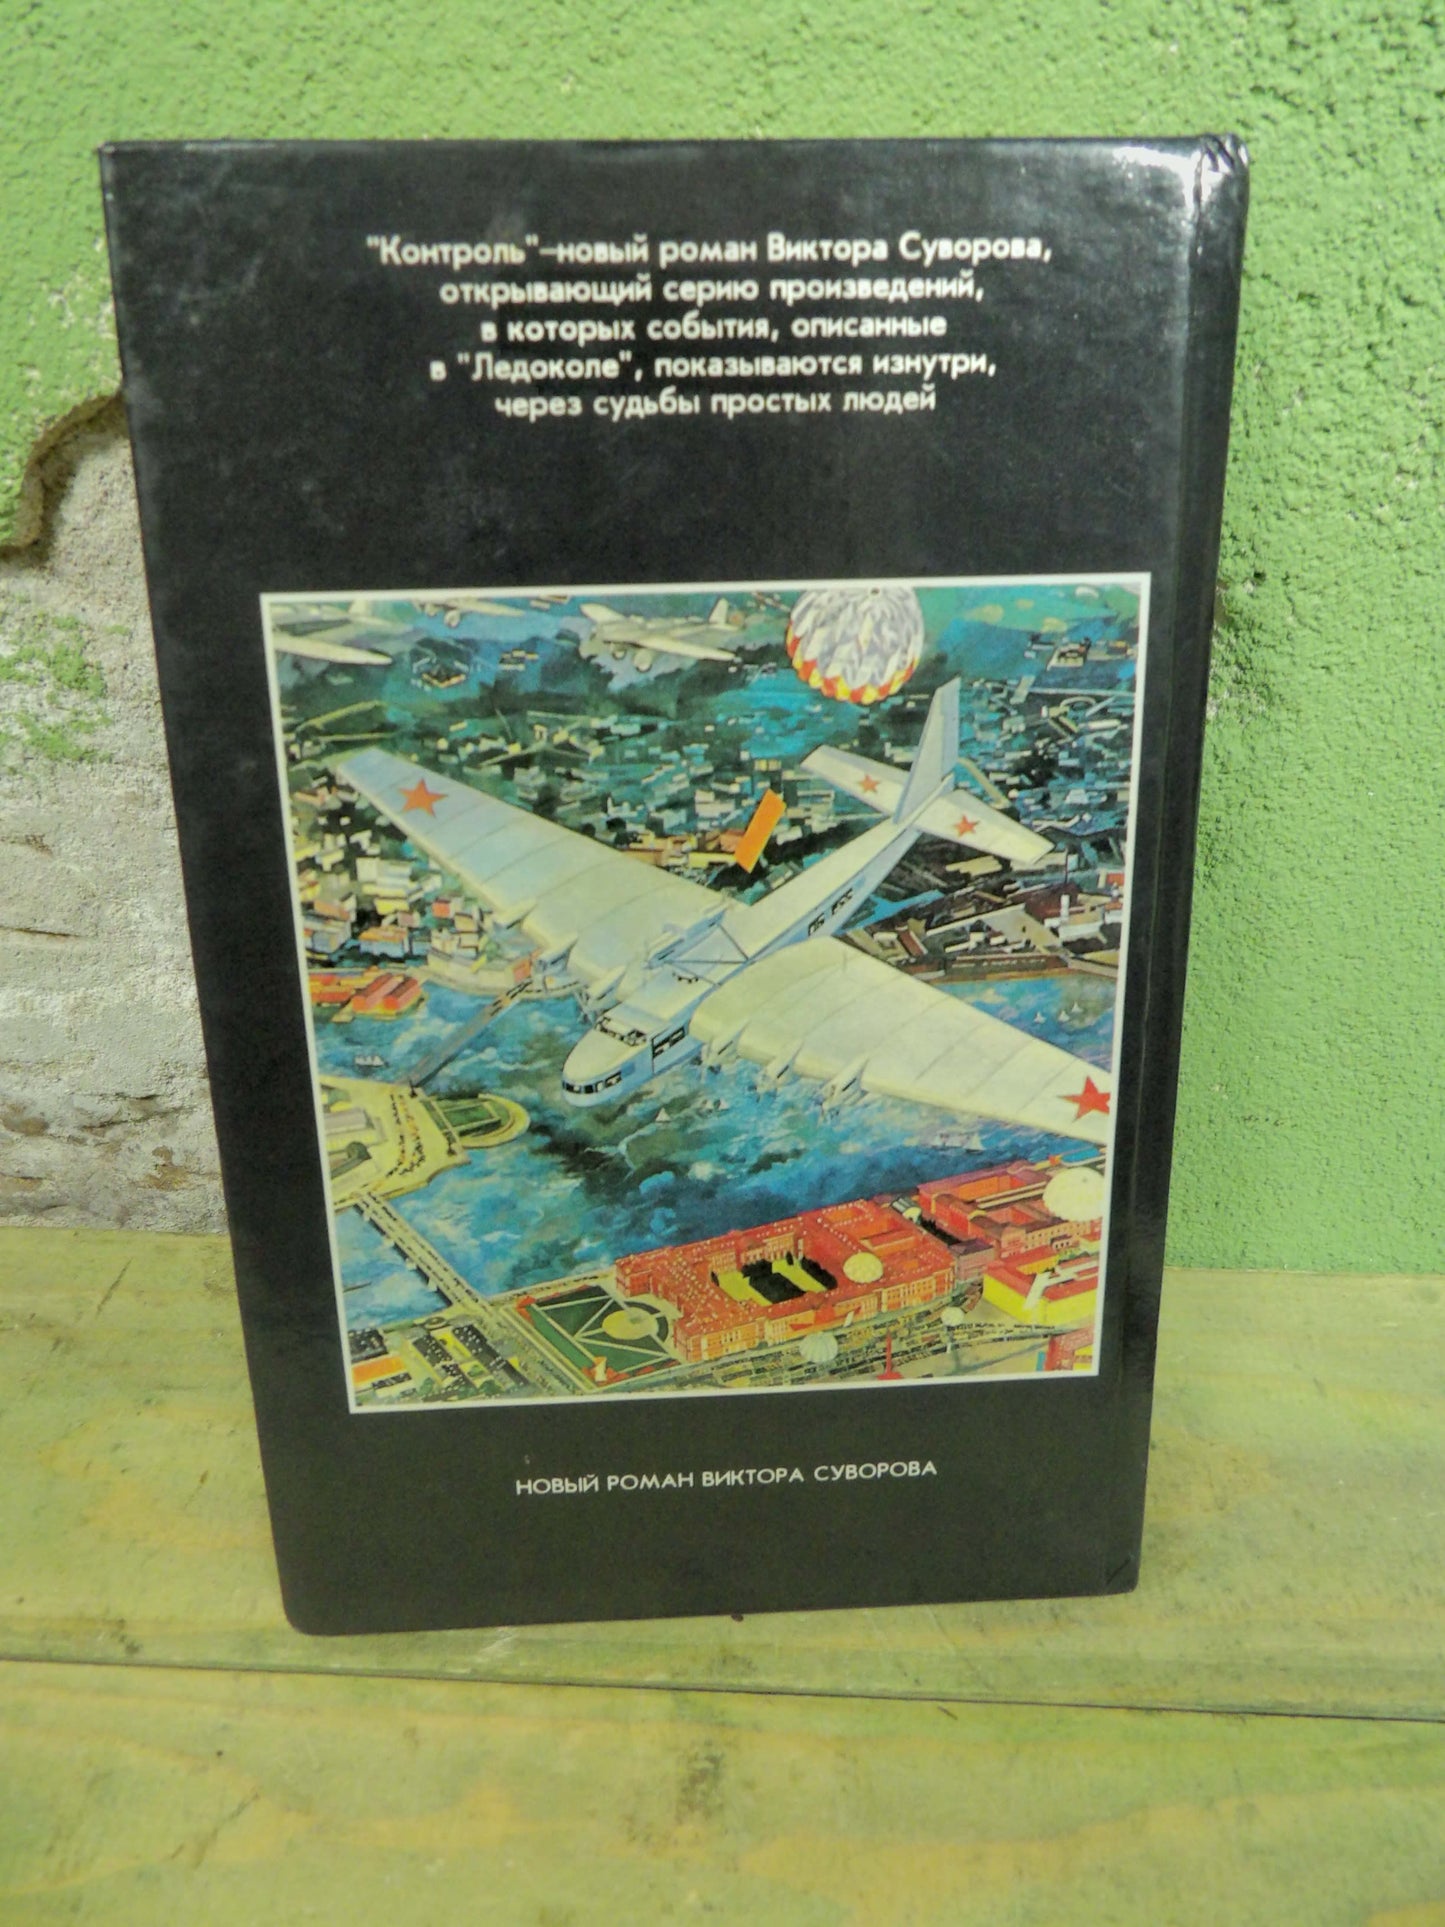 "Контроль"–новый роман Виктора Суворова,
открывающий серию произведений,
в которых события, описанные
в "Ледоколе", показываются изнутри,
через судьбы простых людей
НОВЫЙ РОМАН ВИКТОРА СУВОРОВА